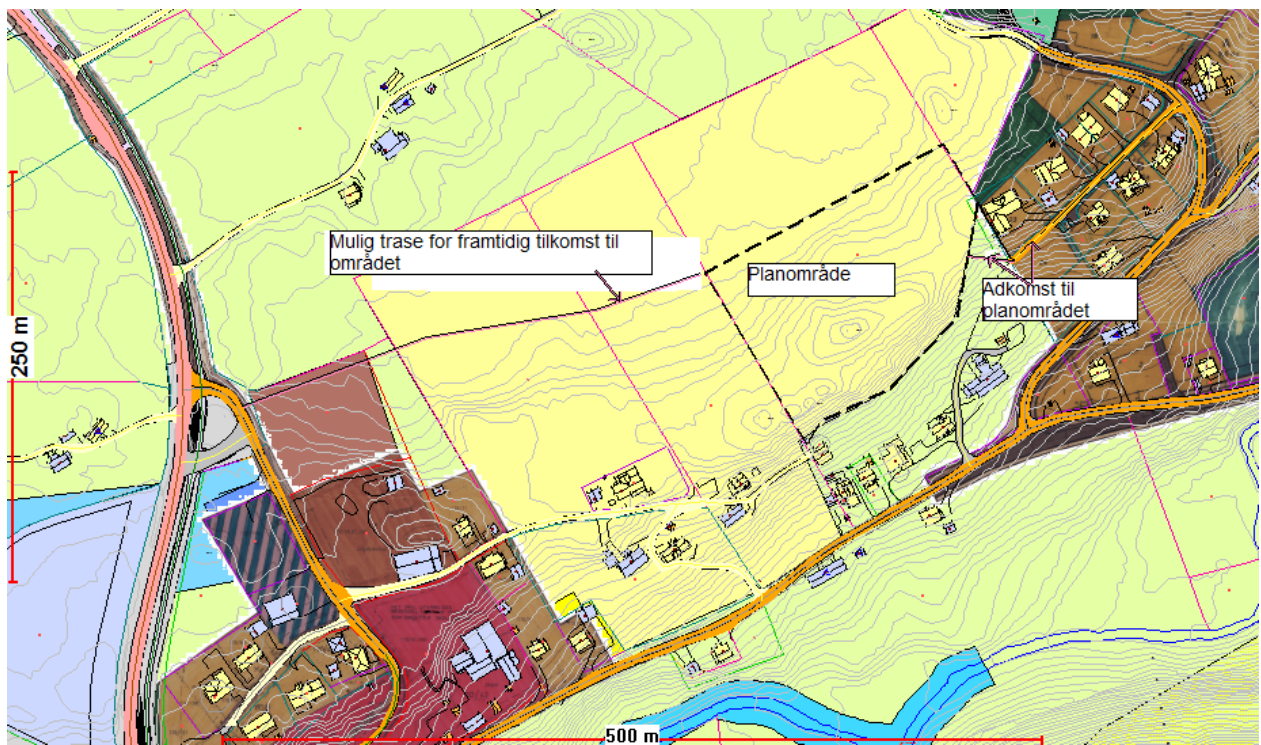 Mulig trase for framtidig tilkomst til
området
Planområde
Adkomst til
planområdet
250 m
500 m